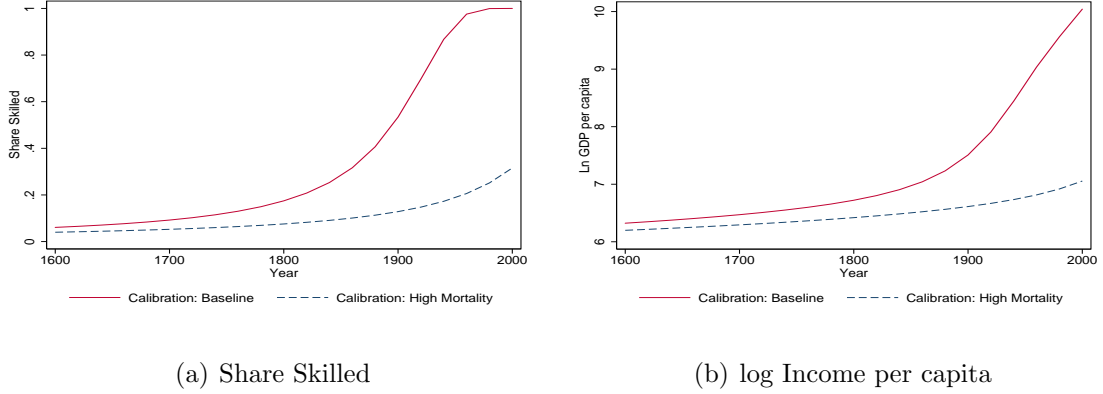 Share Skilled
1
.8
.6
.4
.2
0
1600 1700 1800 1900 2000
Year
Calibration: Baseline Calibration: High Mortality
(a) Share Skilled
Ln GDP per capita
10
9
8
7
6
1600 1700 1800 1900 2000
Year
Calibration: Baseline Calibration: High Mortality
(b) log Income per capita